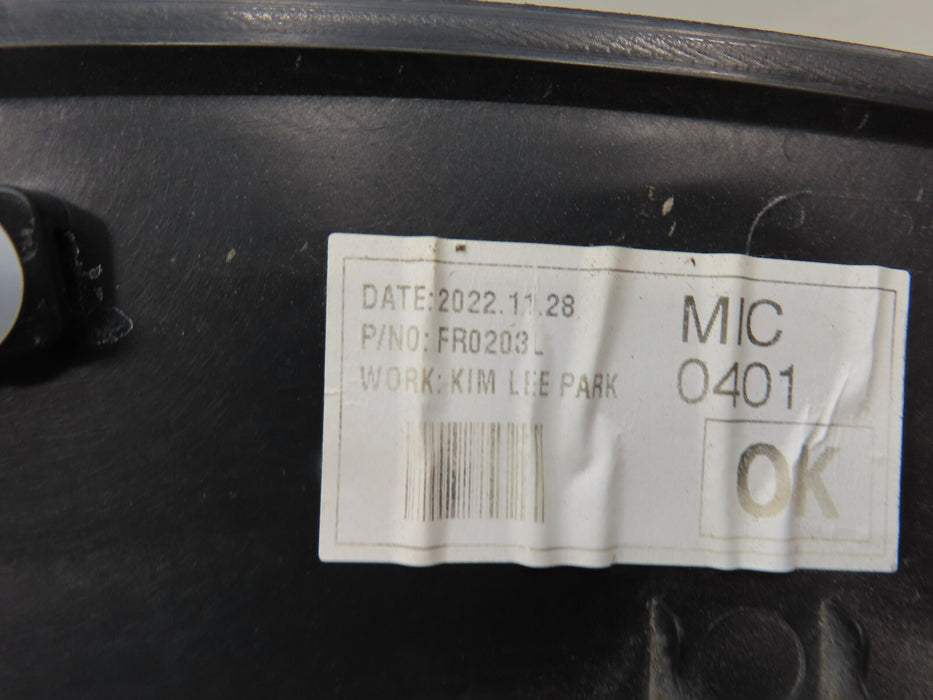 DATE:2022.11.28
P/NO: FR0203L
WORK: KIM LEE PARK
MIC
0401
OK